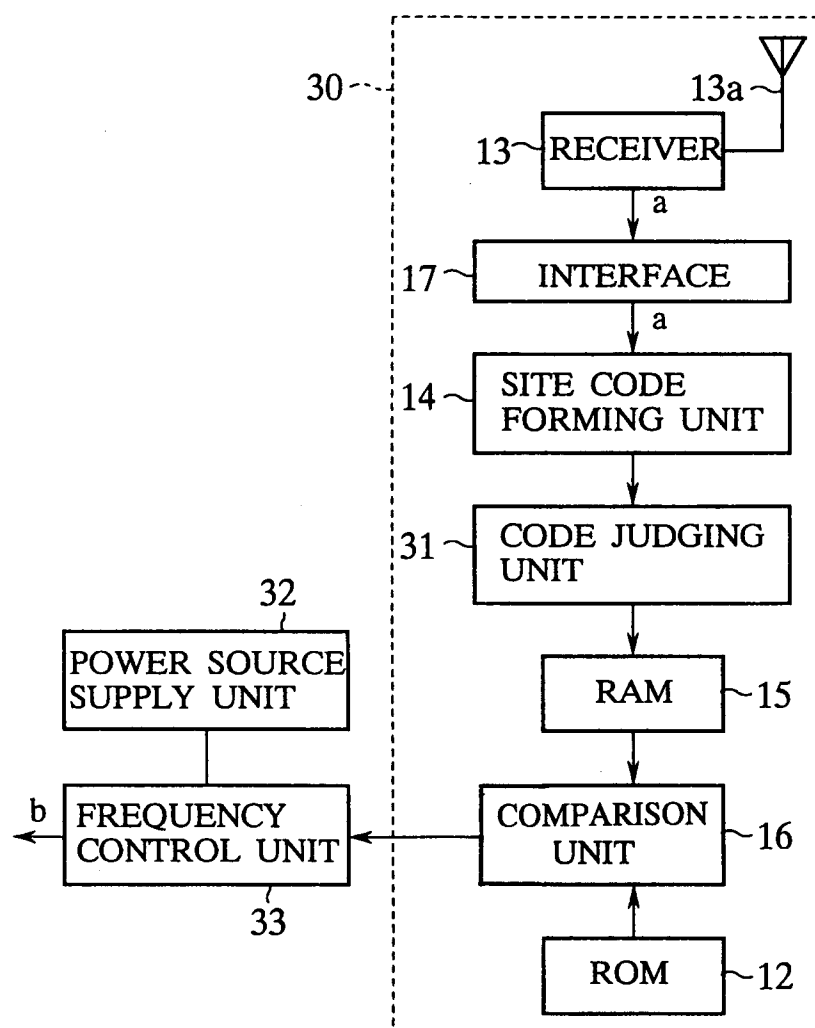 30
13a
13
RECEIVER
a
17
INTERFACE
a
14
SITE CODE
FORMING UNIT
31
CODE JUDGING
UNIT
32
POWER SOURCE
SUPPLY UNIT
RAM
15
b
FREQUENCY
CONTROL UNIT
33
COMPARISON
UNIT
16
ROM
12